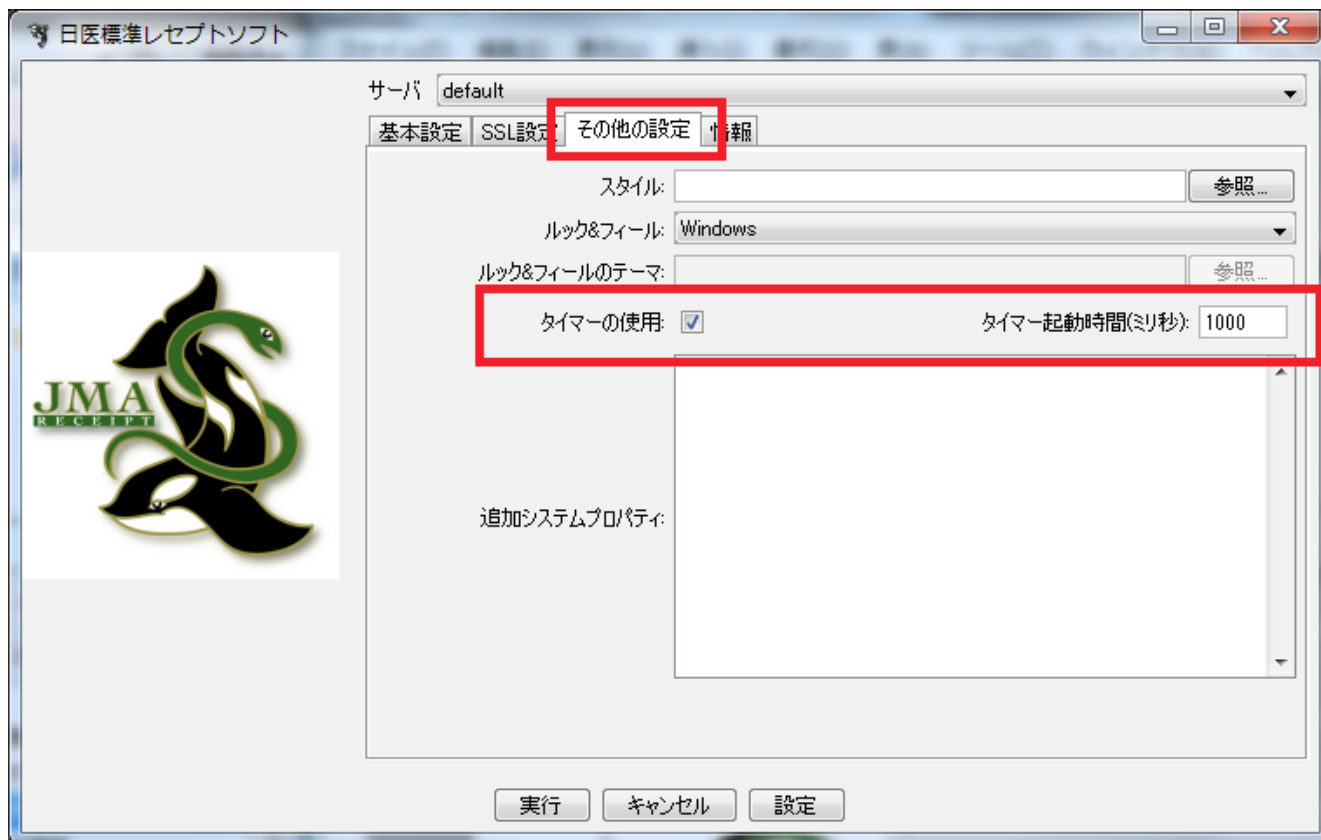 日医標準レセプトソフト
サーバ default
基本設定 SSL設定 その他の設定 情報
スタイル: 参照...
ルック&フィール: Windows
ルック&フィールのテーマ: 参照...
タイマーの使用: タイマー起動時間(ミリ秒): 1000
JMA
RECEIPT
追加システムプロパティ:
実行 キャンセル 設定